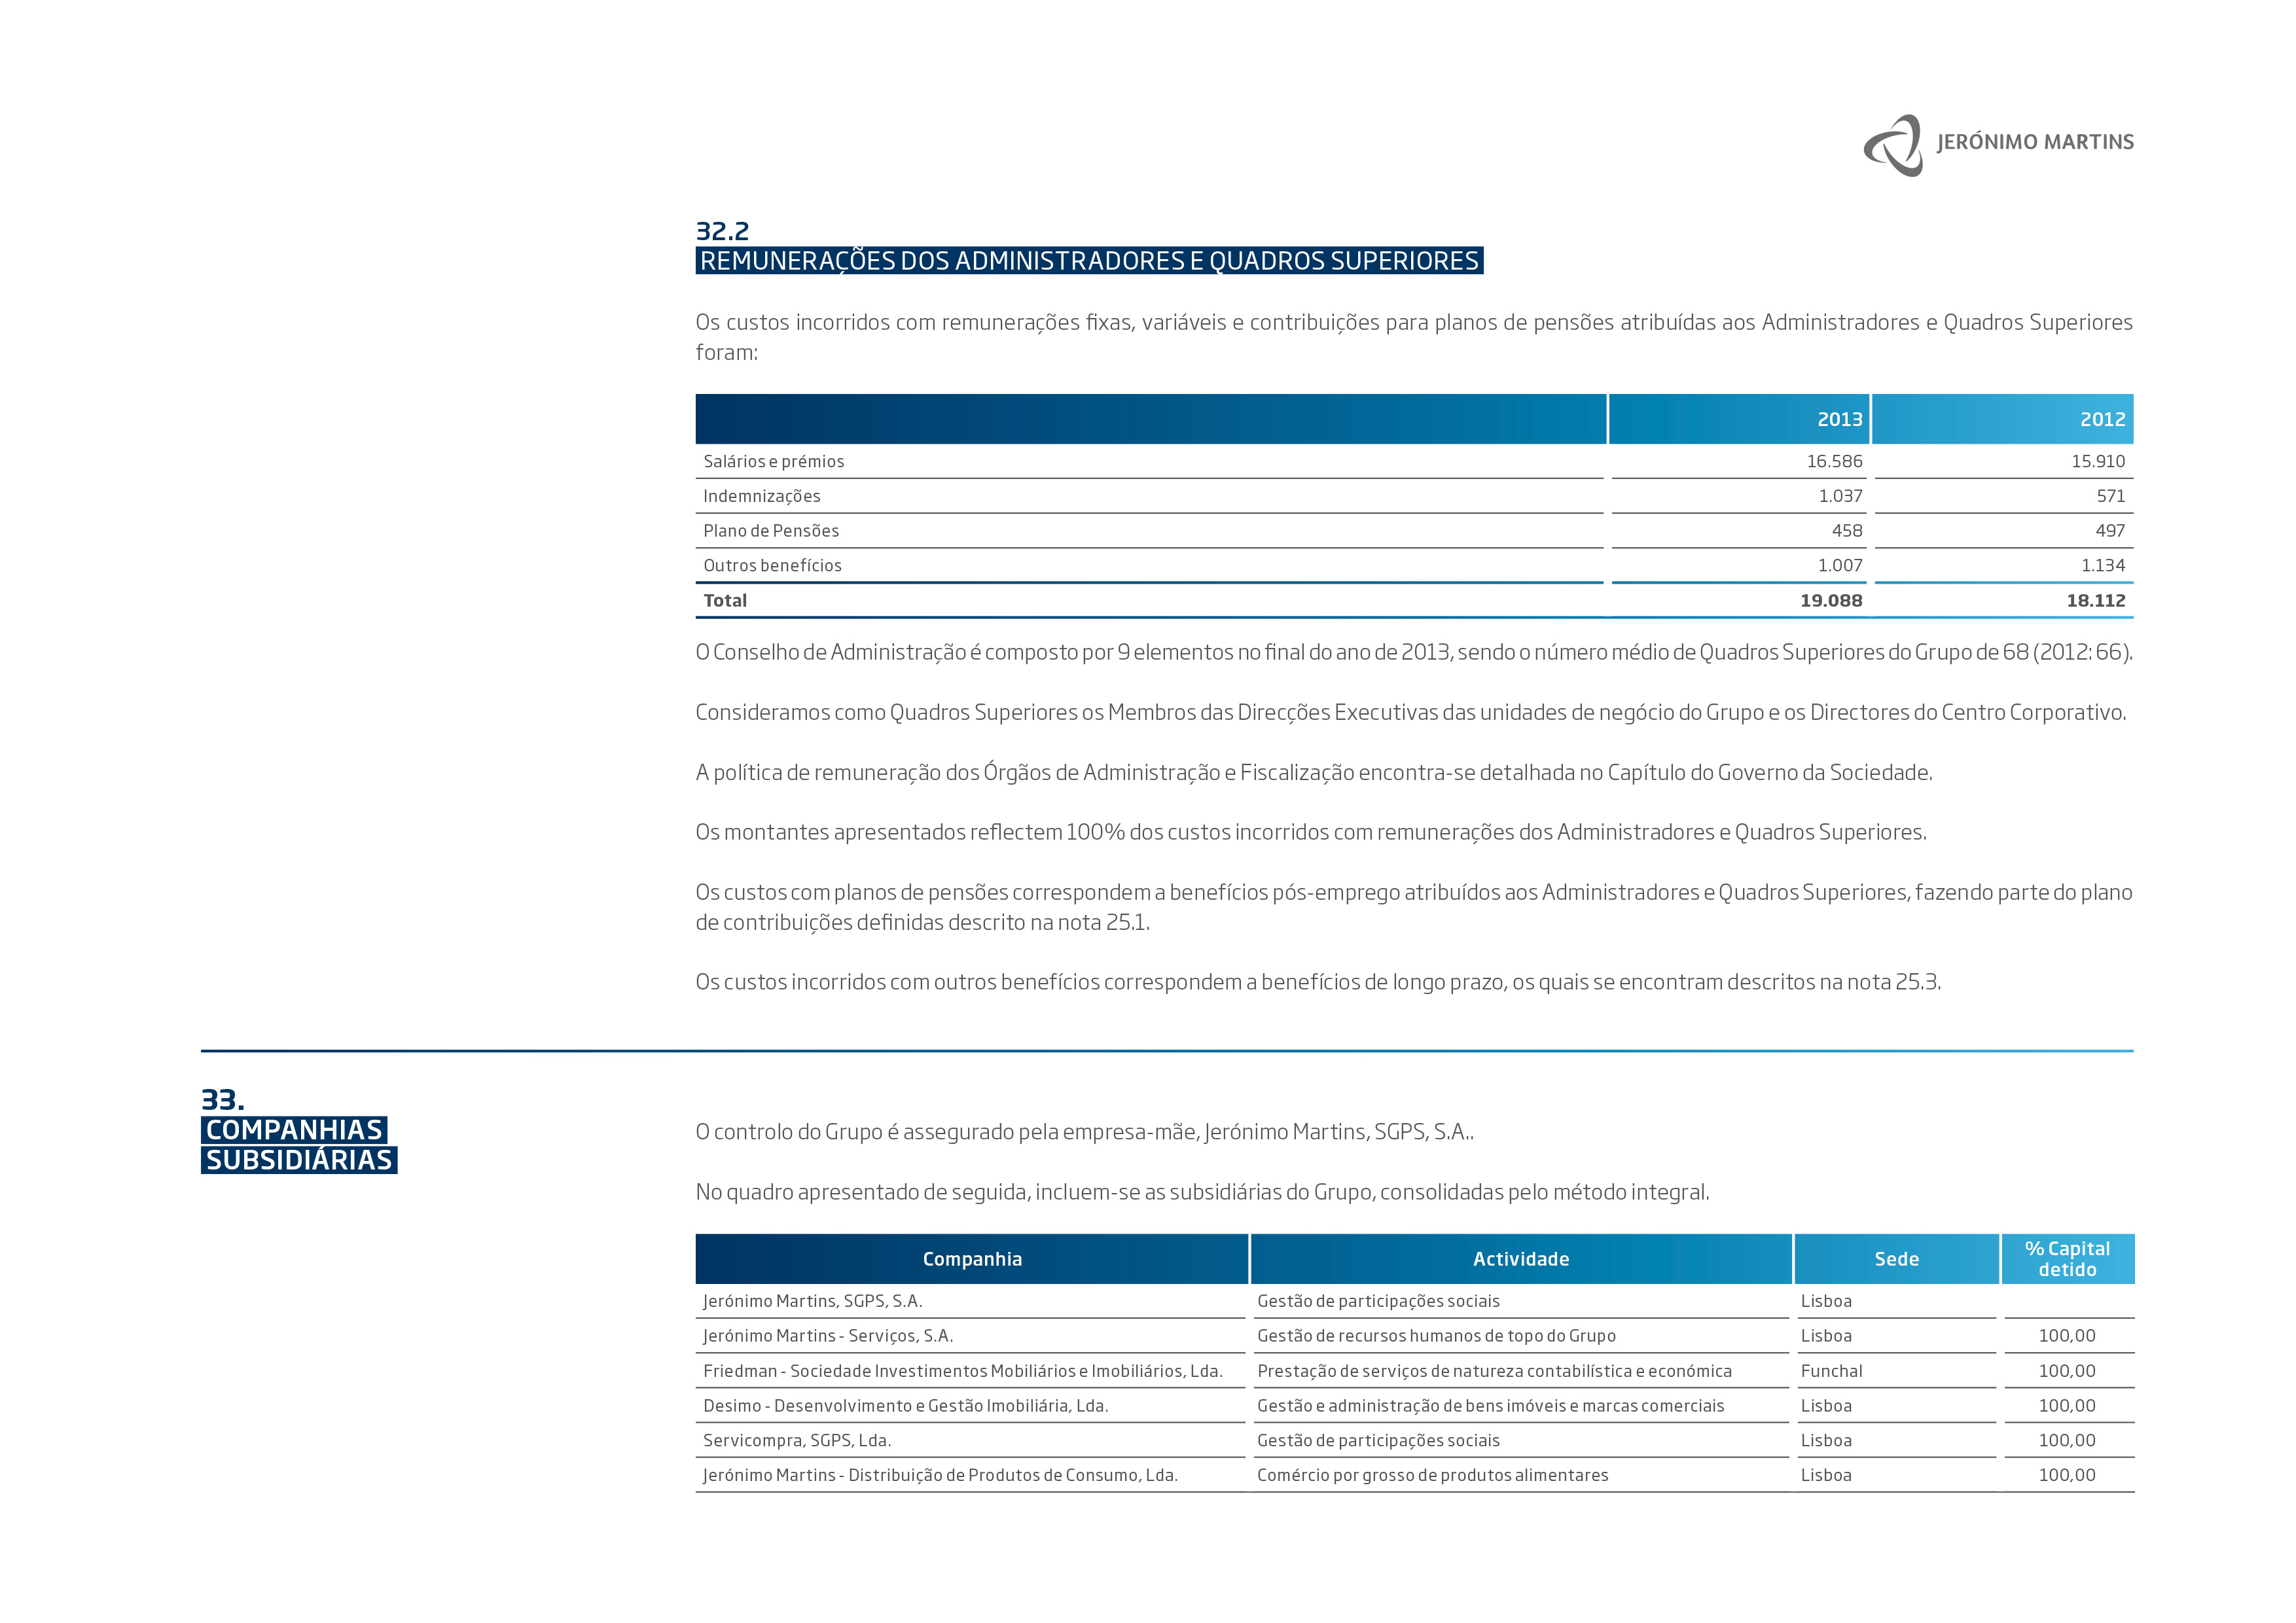 JERÓNIMO MARTINS
32.2
REMUNERAÇÕES DOS ADMINISTRADORES E QUADROS SUPERIORES
Os custos incorridos com remunerações fixas, variáveis e contribuições para planos de pensões atribuídas aos Administradores e Quadros Superiores
foram:
2013 2012
Salários e prémios 16.586 15.910
Indemnizações 1.037 571
Plano de Pensões 458 497
Outros benefícios 1.007 1.134
Total 19.088 18.112
O Conselho de Administração é composto por 9 elementos no final do ano de 2013, sendo o número médio de Quadros Superiores do Grupo de 68 (2012: 66).
Consideramos como Quadros Superiores os Membros das Direcções Executivas das unidades de negócio do Grupo e os Directores do Centro Corporativo.
A política de remuneração dos Órgãos de Administração e Fiscalização encontra-se detalhada no Capítulo do Governo da Sociedade.
Os montantes apresentados reflectem 100% dos custos incorridos com remunerações dos Administradores e Quadros Superiores.
Os custos com planos de pensões correspondem a benefícios pós-emprego atribuídos aos Administradores e Quadros Superiores, fazendo parte do plano
de contribuições definidas descrito na nota 25.1.
Os custos incorridos com outros benefícios correspondem a benefícios de longo prazo, os quais se encontram descritos na nota 25.3.
33.
COMPANHIAS
SUBSIDIÁRIAS
O controlo do Grupo é assegurado pela empresa-mãe, Jerónimo Martins, SGPS, S.A..
No quadro apresentado de seguida, incluem-se as subsidiárias do Grupo, consolidadas pelo método integral.
Companhia Actividade Sede % Capital
detido
Jerónimo Martins, SGPS, S.A. Gestão de participações sociais Lisboa
Jerónimo Martins - Serviços, S.A. Gestão de recursos humanos de topo do Grupo Lisboa 100,00
Friedman - Sociedade Investimentos Mobiliários e Imobiliários, Lda. Prestação de serviços de natureza contabilística e económica Funchal 100,00
Desimo - Desenvolvimento e Gestão Imobiliária, Lda. Gestão e administração de bens imóveis e marcas comerciais Lisboa 100,00
Servicompra, SGPS, Lda. Gestão de participações sociais Lisboa 100,00
Jerónimo Martins - Distribuição de Produtos de Consumo, Lda. Comércio por grosso de produtos alimentares Lisboa 100,00